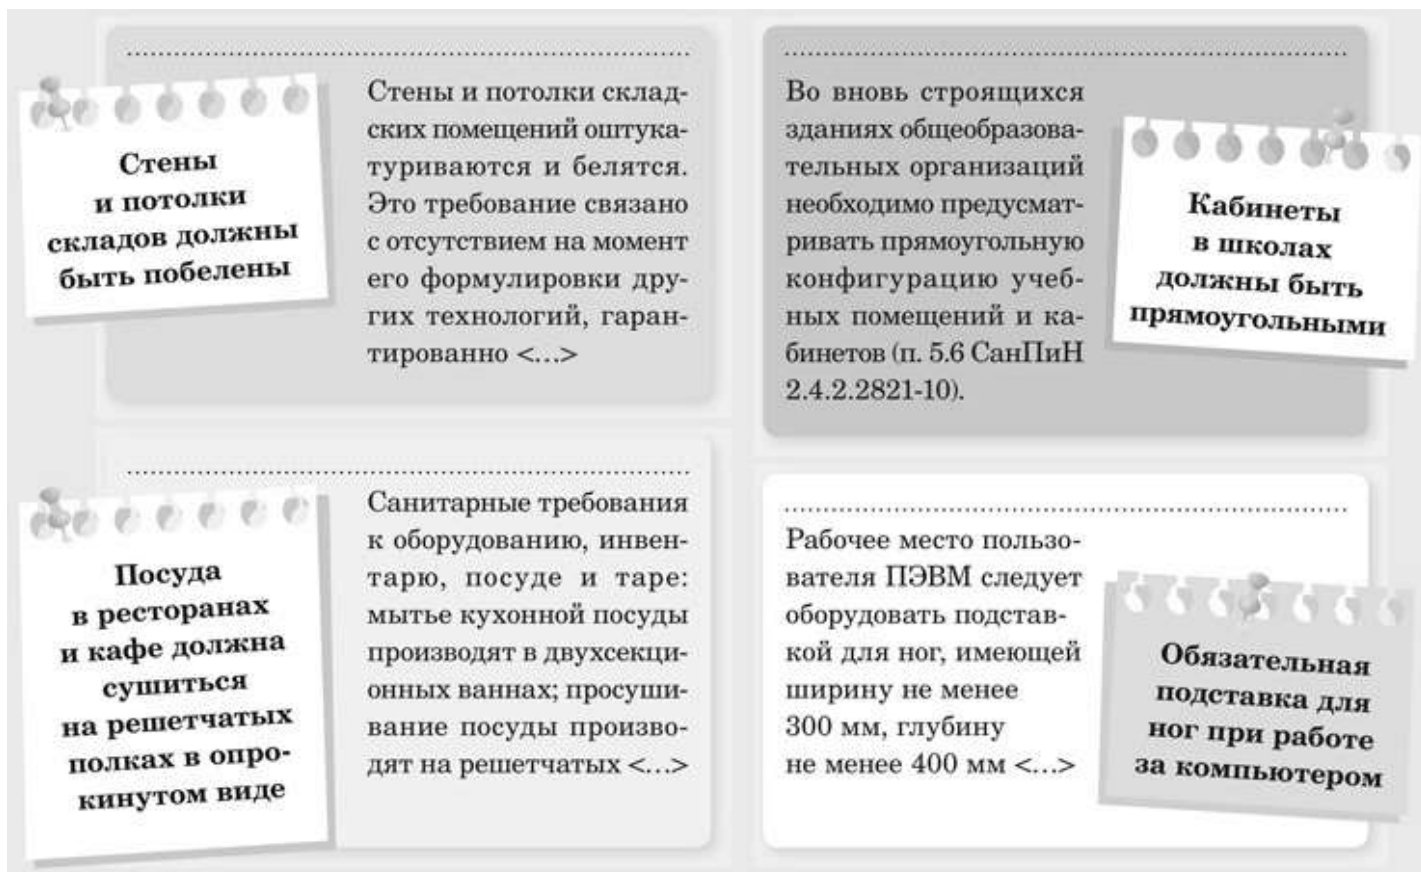 Стены
и потолки
складов должны
быть побелены
Стены и потолки склад-
ских помещений оштука-
туриваются и белятся.
Это требование связано
с отсутствием на момент
его формулировки дру-
гих технологий, гаран-
тированно <...>
Во вновь строящихся
зданиях общеобразова-
тельных организаций
необходимо предусмат-
ривать прямоугольную
конфигурацию учеб-
ных помещений и ка-
бинетов (п. 5.6 СанПиН
2.4.2.2821-10).
Кабинеты
в школах
должны быть
прямоугольными
Посуда
в ресторанах
и кафе должна
сушиться
на решетчатых
полках в опро-
кинутом виде
Санитарные требования
к оборудованию, инвен-
тарю, посуде и таре:
мытье кухонной посуды
производят в двухсекци-
онных ваннах; просуши-
вание посуды произво-
дят на решетчатых <...>
Рабочее место пользо-
вателя ПЭВМ следует
оборудовать подстав-
кой для ног, имеющей
ширину не менее
300 мм, глубину
не менее 400 мм <...>
Обязательная
подставка для
ног при работе
за компьютером